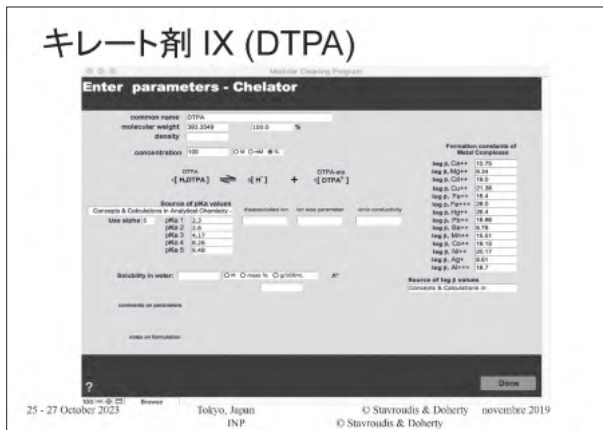 キレート剤 IX (DTPA)
Modular Cleaning Program
Enter parameters - Chelator
common name DTPA
molecular weight 393.3549 100.0 %
density
concentration 100 M mM %
DTPA DTPA-ate
[ H₅DTPA ] ⇌ [ H⁺ ] + [ DTPA⁵⁻ ]
Source of pKa values
Concepts & Calculations in Analytical Chemistry - disassociated ion ion size parameter ionic conductivity
Use alpha 5
pKa 1 2.3
pKa 2 2.6
pKa 3 4.17
pKa 4 8.26
pKa 5 9.48
Solubility in water: M mass % g/100mL
comments on parameters
notes on formulation
Formation constants of
Metal Complexes
log β, Ca++ 10.75
log β, Mg++ 9.34
log β, Cd++ 19.0
log β, Cu++ 21.38
log β, Fe++ 16.4
log β, Fe+++ 28.0
log β, Hg++ 26.4
log β, Pb++ 18.66
log β, Ba++ 8.78
log β, Mn++ 15.51
log β, Co++ 19.15
log β, Ni++ 20.17
log β, Ag+ 8.61
log β, Al+++ 18.7
Source of log β values
Concepts & Calculations in
? Done
100 Browse
25 - 27 October 2023 Tokyo, Japan © Stavroudis & Doherty novembre 2019
INP © Stavroudis & Doherty